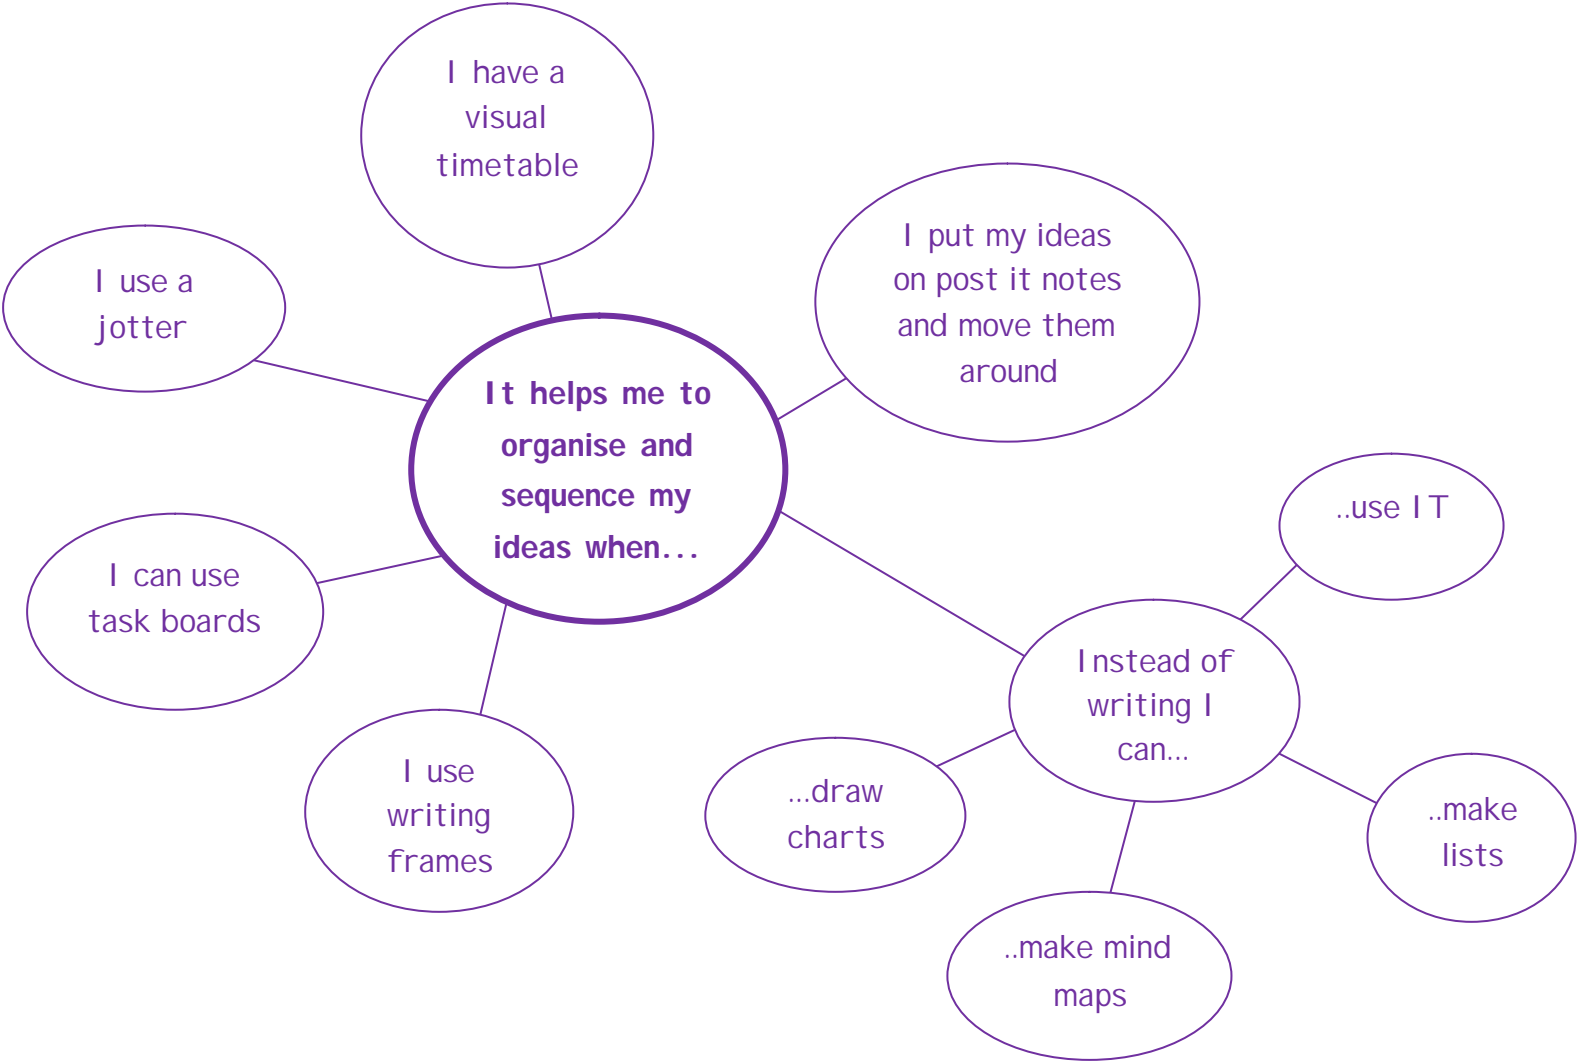 I have a
visual
timetable
I put my ideas
on post it notes
and move them
around
I use a
jotter
It helps me to
organise and
sequence my
ideas when...
..use IT
I can use
task boards
Instead of
writing I
can...
I use
writing
frames
...draw
charts
..make
lists
..make mind
maps